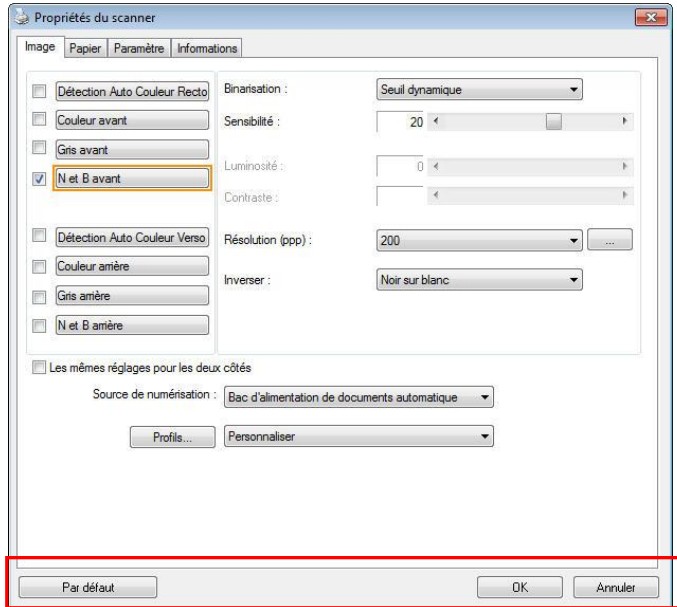 Propriétés du scanner
Image Papier Paramètre Informations
Détection Auto Couleur Recto
Couleur avant
Gris avant
N et B avant
Détection Auto Couleur Verso
Couleur arrière
Gris arrière
N et B arrière
Binarisation : Seuil dynamique
Sensibilité : 20
Luminosité : 0
Contraste :
Résolution (ppp) : 200 ...
Inverser : Noir sur blanc
Les mêmes réglages pour les deux côtés
Source de numérisation : Bac d'alimentation de documents automatique
Profils... Personnaliser
Par défaut OK Annuler